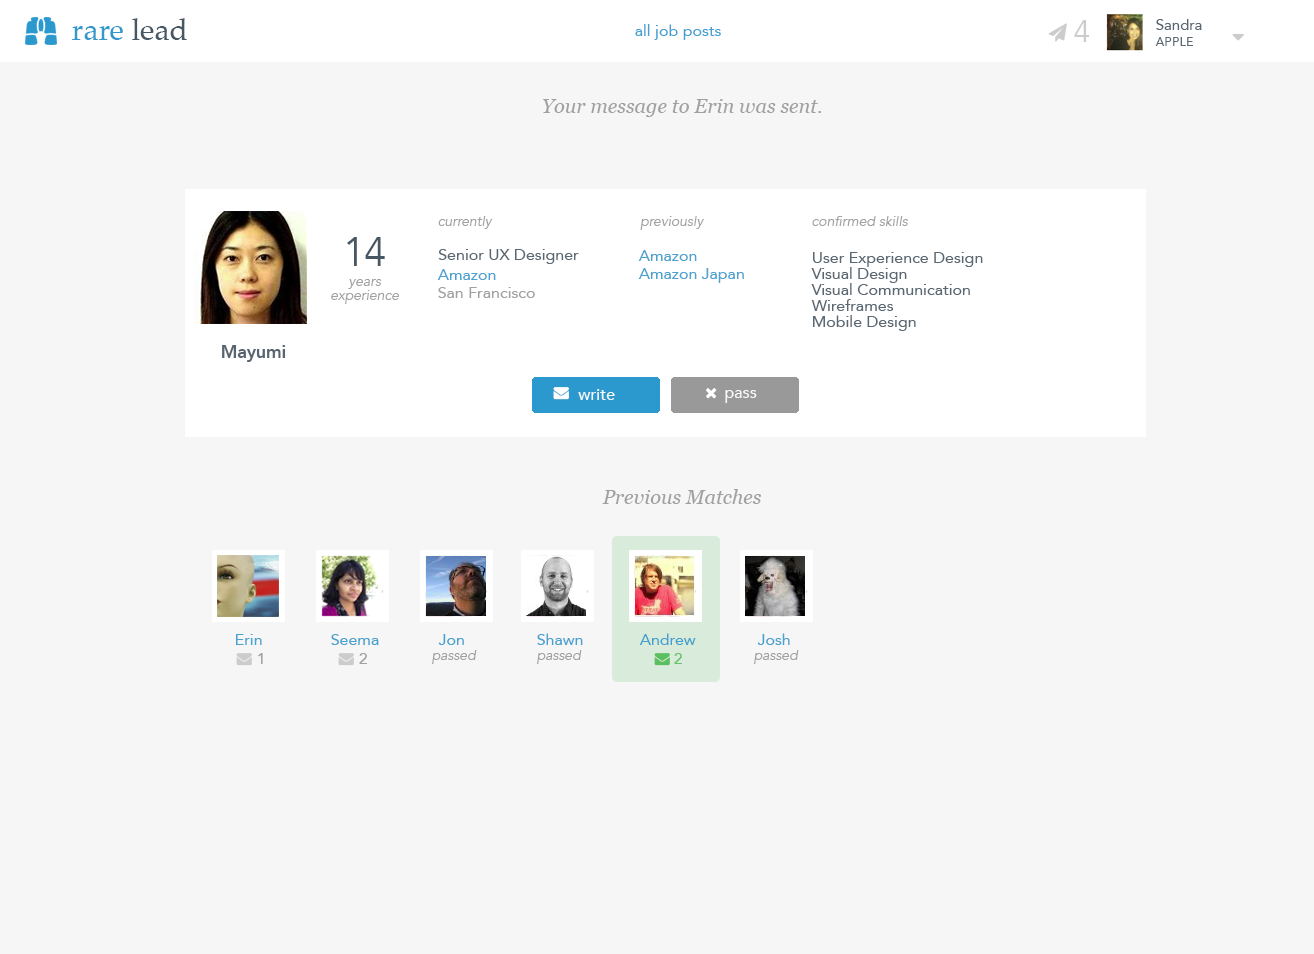 rare lead
all job posts
4
Sandra
APPLE
Your message to Erin was sent.
14
years
experience
Mayumi
currently
Senior UX Designer
Amazon
San Francisco
previously
Amazon
Amazon Japan
confirmed skills
User Experience Design
Visual Design
Visual Communication
Wireframes
Mobile Design
write
pass
Previous Matches
Erin
1
Seema
2
Jon
passed
Shawn
passed
Andrew
2
Josh
passed